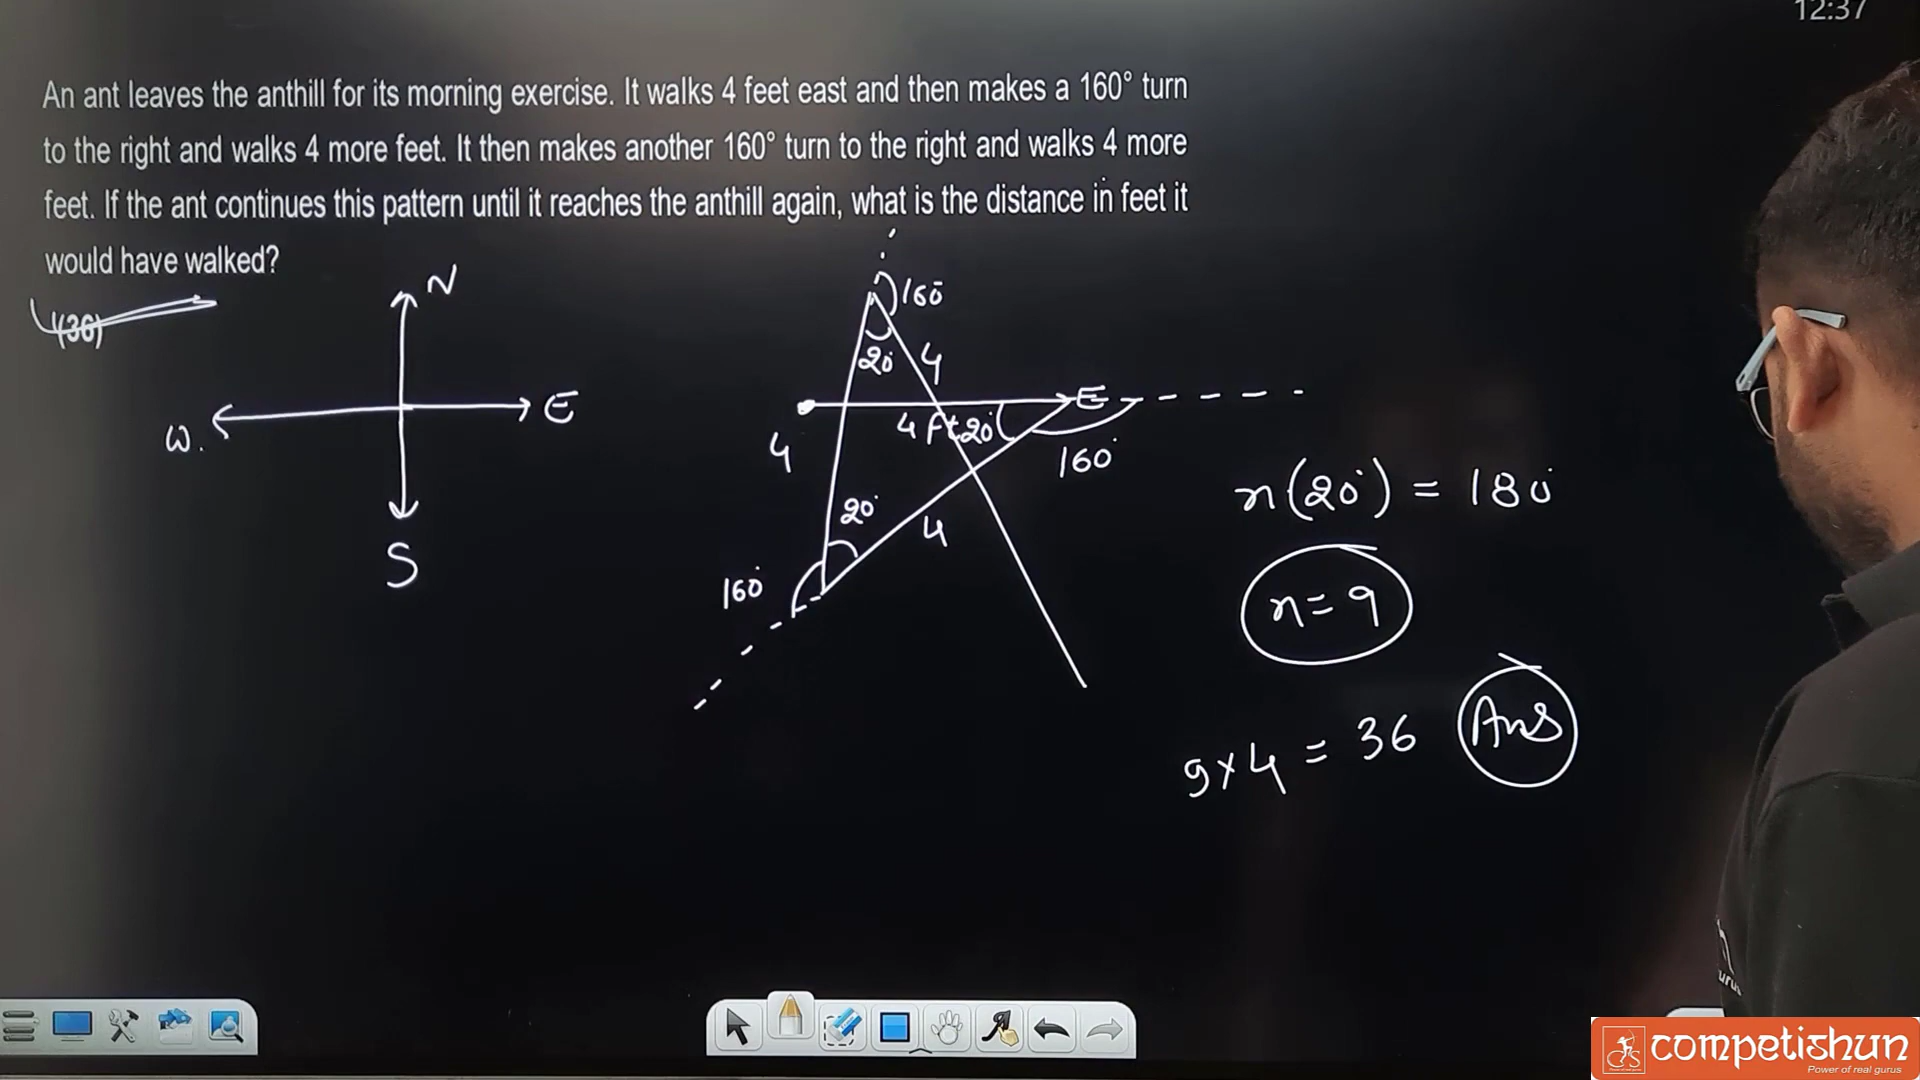 12:37
An ant leaves the anthill for its morning exercise. It walks 4 feet east and then makes a 160° turn
to the right and walks 4 more feet. It then makes another 160° turn to the right and walks 4 more
feet. If the ant continues this pattern until it reaches the anthill again, what is the distance in feet it
would have walked?
(36)
N
W.
E
S
160°
20°
4
E
4 ft
20°
160°
4
20°
4
160°
n(20°) = 180°
n = 9
9x4 = 36 Ans
urus
competishun
Power of real gurus